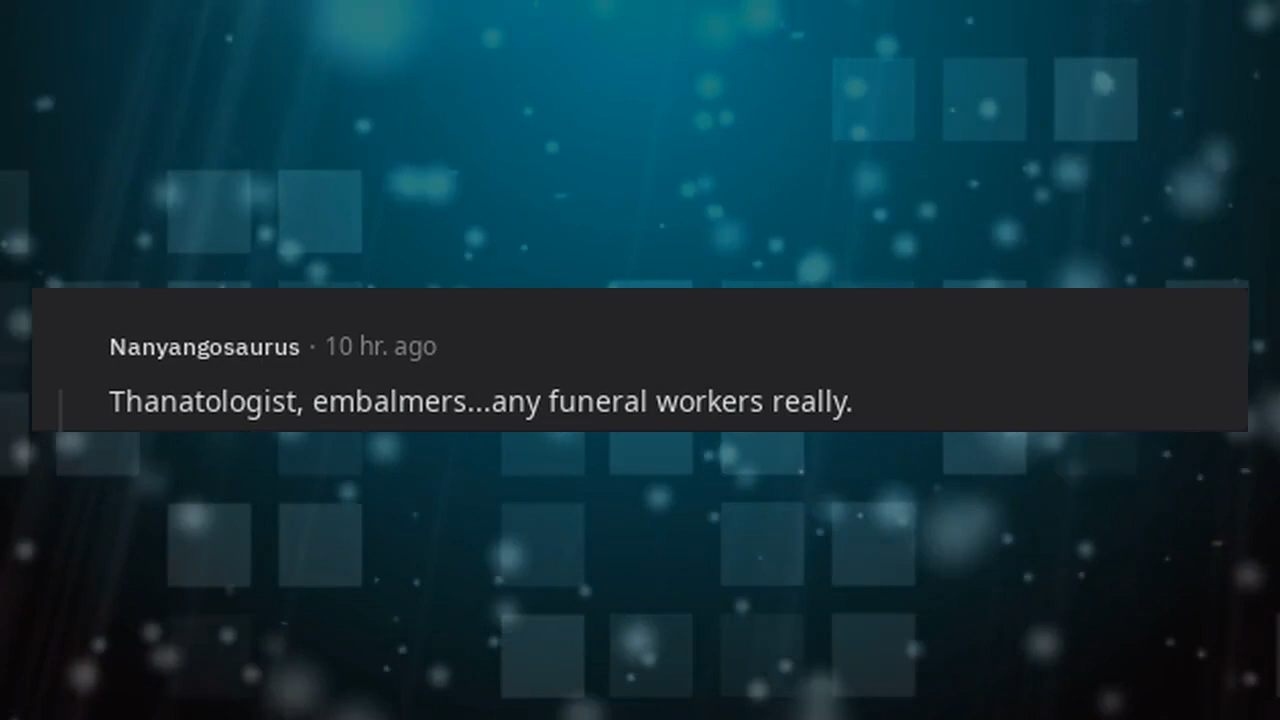 Nanyangosaurus · 10 hr. ago
Thanatologist, embalmers...any funeral workers really.